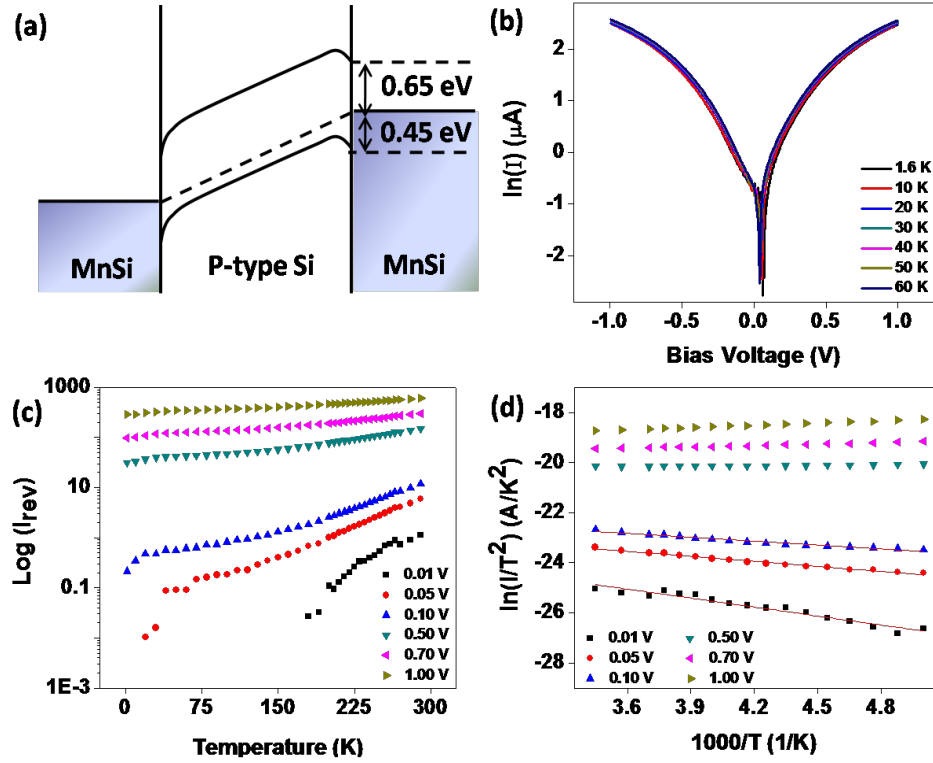 (a)
0.65 eV
0.45 eV
MnSi
P-type Si
MnSi
(b)
ln(I) (μA)
2
1
0
-1
-2
1.6 K
10 K
20 K
30 K
40 K
50 K
60 K
-1.0 -0.5 0.0 0.5 1.0
Bias Voltage (V)
(c)
Log (Irev)
1000
10
0.1
1E-3
0.01 V
0.05 V
0.10 V
0.50 V
0.70 V
1.00 V
0 75 150 225 300
Temperature (K)
(d)
ln(I/T²) (A/K²)
-18
-20
-22
-24
-26
-28
0.01 V 0.50 V
0.05 V 0.70 V
0.10 V 1.00 V
3.6 3.9 4.2 4.5 4.8
1000/T (1/K)